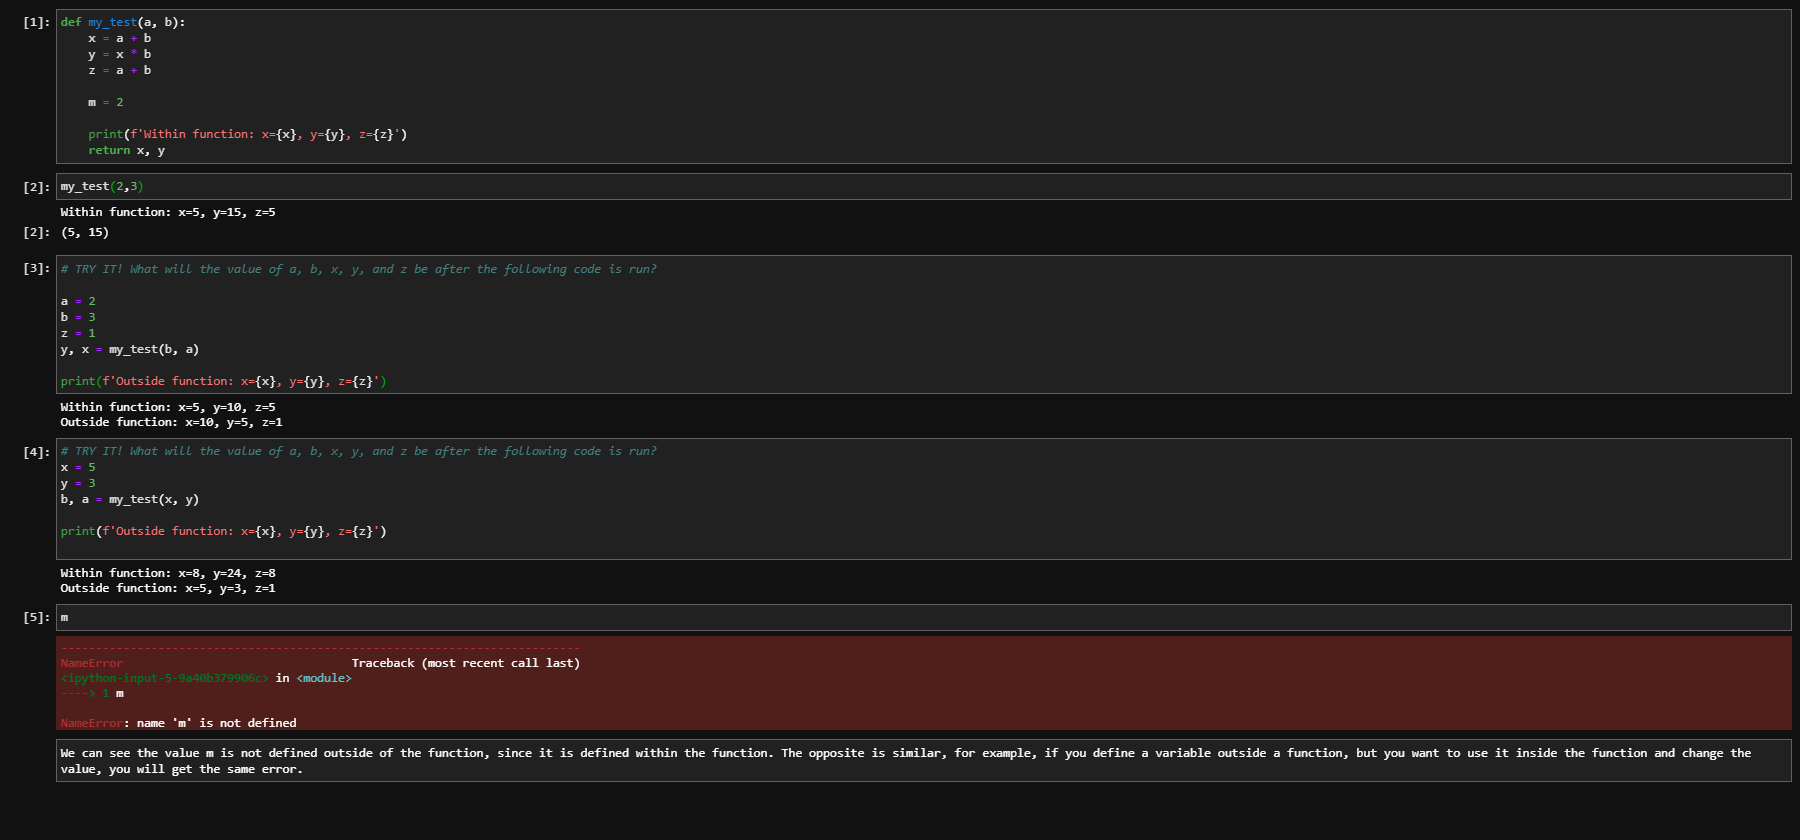 [1]: def my_test(a, b):
    x = a + b
    y = x * b
    z = a + b
    m = 2
    print(f'Within function: x={x}, y={y}, z={z}')
    return x, y
[2]: my_test(2,3)
Within function: x=5, y=15, z=5
[2]: (5, 15)
[3]: # TRY IT! What will the value of a, b, x, y, and z be after the following code is run?
a = 2
b = 3
z = 1
y, x = my_test(b, a)
print(f'Outside function: x={x}, y={y}, z={z}')
Within function: x=5, y=10, z=5
Outside function: x=10, y=5, z=1
[4]: # TRY IT! What will the value of a, b, x, y, and z be after the following code is run?
x = 5
y = 3
b, a = my_test(x, y)
print(f'Outside function: x={x}, y={y}, z={z}')
Within function: x=8, y=24, z=8
Outside function: x=5, y=3, z=1
[5]: m
---------------------------------------------------------------------------
NameError                                 Traceback (most recent call last)
<ipython-input-5-9a40b379906c> in <module>
----> 1 m
NameError: name 'm' is not defined
We can see the value m is not defined outside of the function, since it is defined within the function. The opposite is similar, for example, if you define a variable outside a function, but you want to use it inside the function and change the
value, you will get the same error.